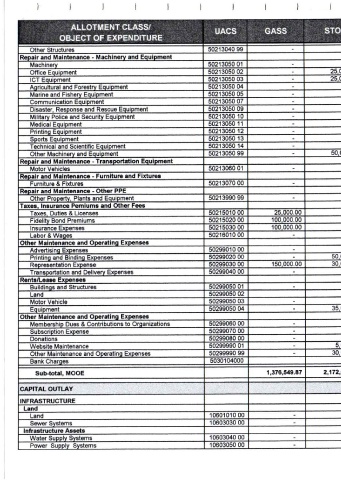 ALLOTMENT CLASS/ OBJECT OF EXPENDITURE UACS GASS STO
Other Structures 50213040 99 -
Repair and Maintenance - Machinery and Equipment
Machinery 50213050 01 -
Office Equipment 50213050 02 - 25,0
ICT Equipment 50213050 03 - 25,0
Agricultural and Forestry Equipment 50213050 04 -
Marine and Fishery Equipment 50213050 05 -
Communication Equipment 50213050 07 -
Disaster, Response and Rescue Equipment 50213050 09 -
Military Police and Security Equipment 50213050 10 -
Medical Equipment 50213050 11 -
Printing Equipment 50213050 12 -
Sports Equipment 50213050 13 -
Technical and Scientific Equipment 50213050 14 -
Other Machinery and Equipment 50213050 99 - 50,0
Repair and Maintenance - Transportation Equipment
Motor Vehicles 50213060 01
Repair and Maintenance - Furniture and Fixtures
Furniture & Fixtures 50213070 00 -
Repair and Maintenance - Other PPE
Other Property, Plants and Equipment 50213990 99 -
Taxes, Insurance Pemiums and Other Fees
Taxes, Duties & Licenses 50215010 00 25,000.00
Fidelity Bond Premiums 50215020 00 100,000.00
Insurance Expenses 50215030 00 100,000.00
Labor & Wages 50216010 00 -
Other Maintenance and Operating Expenses
Advertising Expenses 50299010 00 -
Printing and Binding Expenses 50299020 00 - 50,
Representation Expense 50299030 00 150,000.00 30,
Transportation and Delivery Expenses 50299040 00 -
Rents/Lease Expenses
Buildings and Structures 50299050 01 -
Land 50299050 02 -
Motor Vehicle 50299050 03 -
Equipment 50299050 04 - 35,
Other Maintenance and Operating Expenses
Membership Dues & Contributions to Organizations 50299060 00 -
Subscription Expense 50299070 00 -
Donations 50299080 00 -
Website Maintenance 50299990 01 - 5,
Other Maintenance and Operating Expenses 50299990 99 - 30,
Bank Charges 5030104000
Sub-total, MOOE 1,376,549.87 2,172,
CAPITAL OUTLAY
INFRASTRUCTURE
Land
Land 10601010 00 -
Sewer Systems 10603030 00 -
Infrastructure Assets
Water Supply Systems 10603040 00 -
Power Supply Systems 10603050 00 -